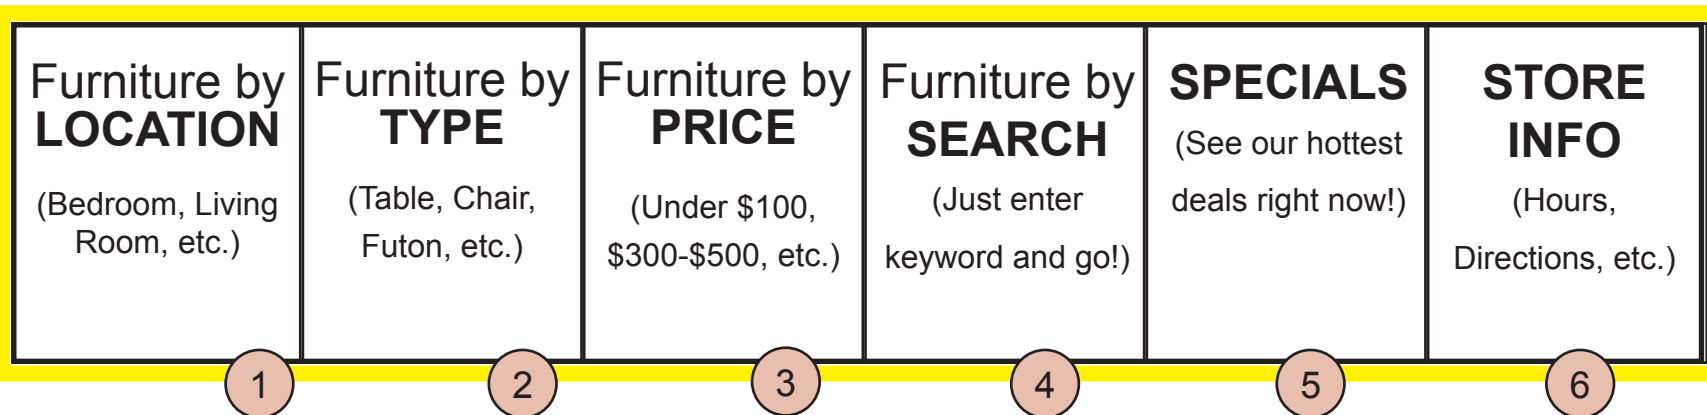 Furniture by
LOCATION
(Bedroom, Living
Room, etc.)
1
Furniture by
TYPE
(Table, Chair,
Futon, etc.)
2
Furniture by
PRICE
(Under $100,
$300-$500, etc.)
3
Furniture by
SEARCH
(Just enter
keyword and go!)
4
SPECIALS
(See our hottest
deals right now!)
5
STORE
INFO
(Hours,
Directions, etc.)
6